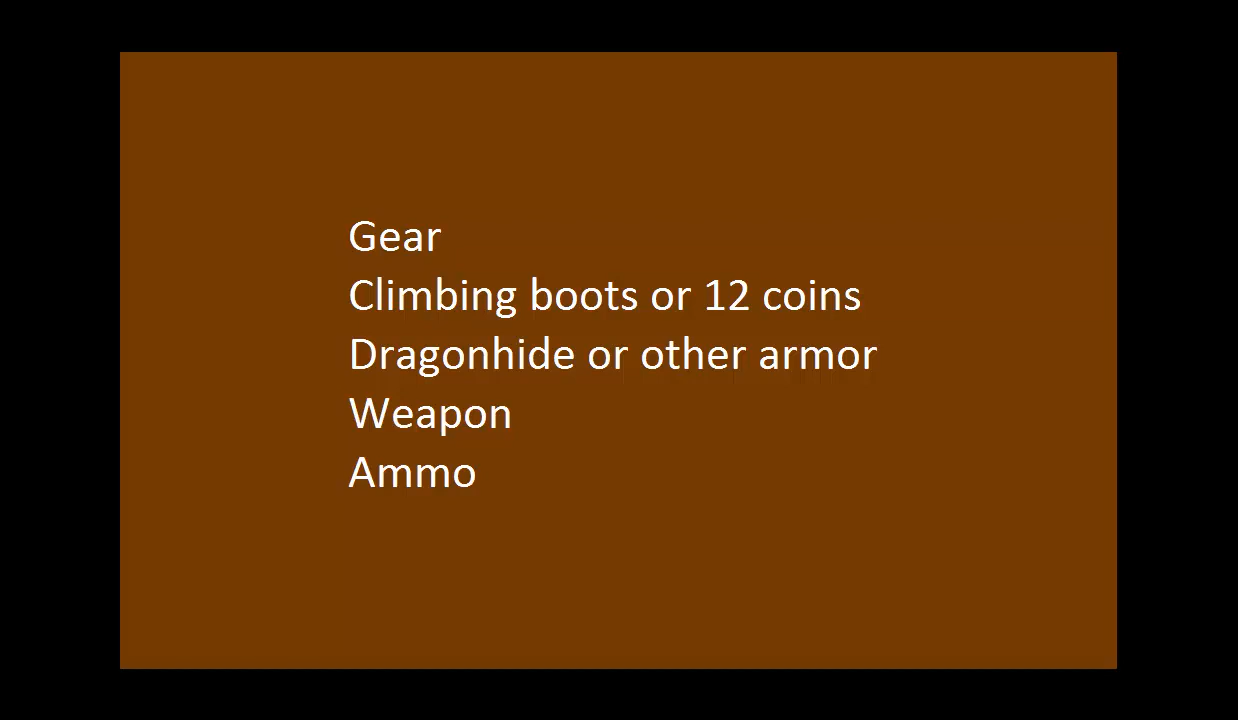 Gear
Climbing boots or 12 coins
Dragonhide or other armor
Weapon
Ammo